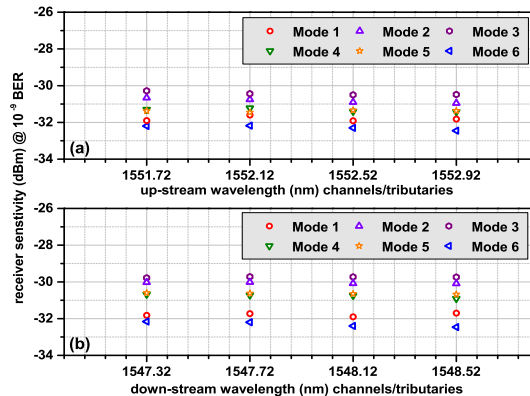 receiver senstivity (dBm) @ 10⁻⁹ BER
-26
-28
-30
-32
-34
Mode 1 Mode 2 Mode 3
Mode 4 Mode 5 Mode 6
(a)
1551.72 1552.12 1552.52 1552.92
up-stream wavelength (nm) channels/tributaries
-26
-28
-30
-32
-34
Mode 1 Mode 2 Mode 3
Mode 4 Mode 5 Mode 6
(b)
1547.32 1547.72 1548.12 1548.52
down-stream wavelength (nm) channels/tributaries